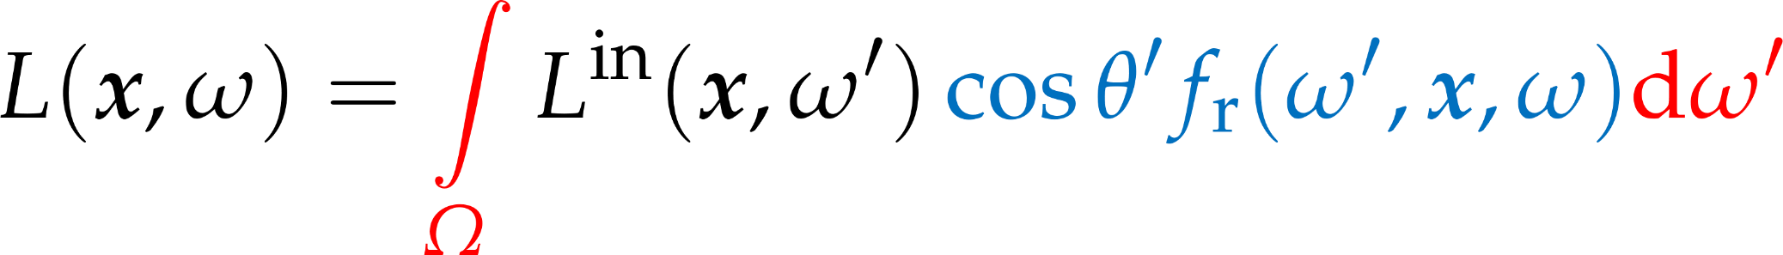 L(x, ω) = ∫_Ω L^in(x, ω′) cos θ′ f_r(ω′, x, ω)dω′